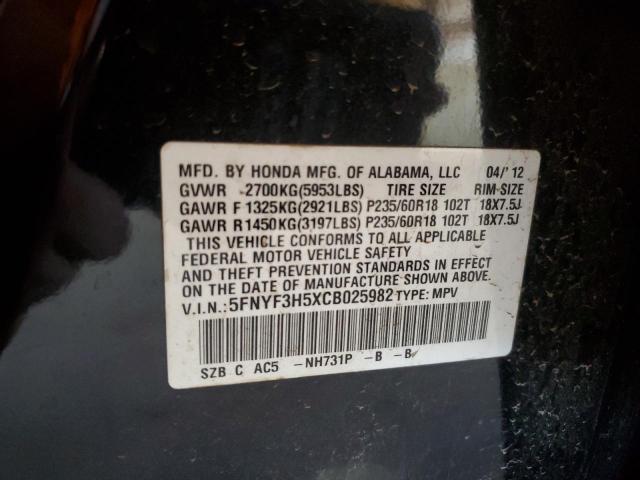 MFD. BY HONDA MFG. OF ALABAMA, LLC 04/'12
GVWR 2700KG(5953LBS) TIRE SIZE RIM-SIZE
GAWR F 1325KG(2921LBS) P235/60R18 102T 18X7.5J
GAWR R1450KG(3197LBS) P235/60R18 102T 18X7.5J
THIS VEHICLE CONFORMS TO ALL APPLICABLE
FEDERAL MOTOR VEHICLE SAFETY
AND THEFT PREVENTION STANDARDS IN EFFECT
ON THE DATE OF MANUFACTURE SHOWN ABOVE.
V.I.N.:5FNYF3H5XCB025982 TYPE: MPV
SZB C AC5 -NH731P -B -B